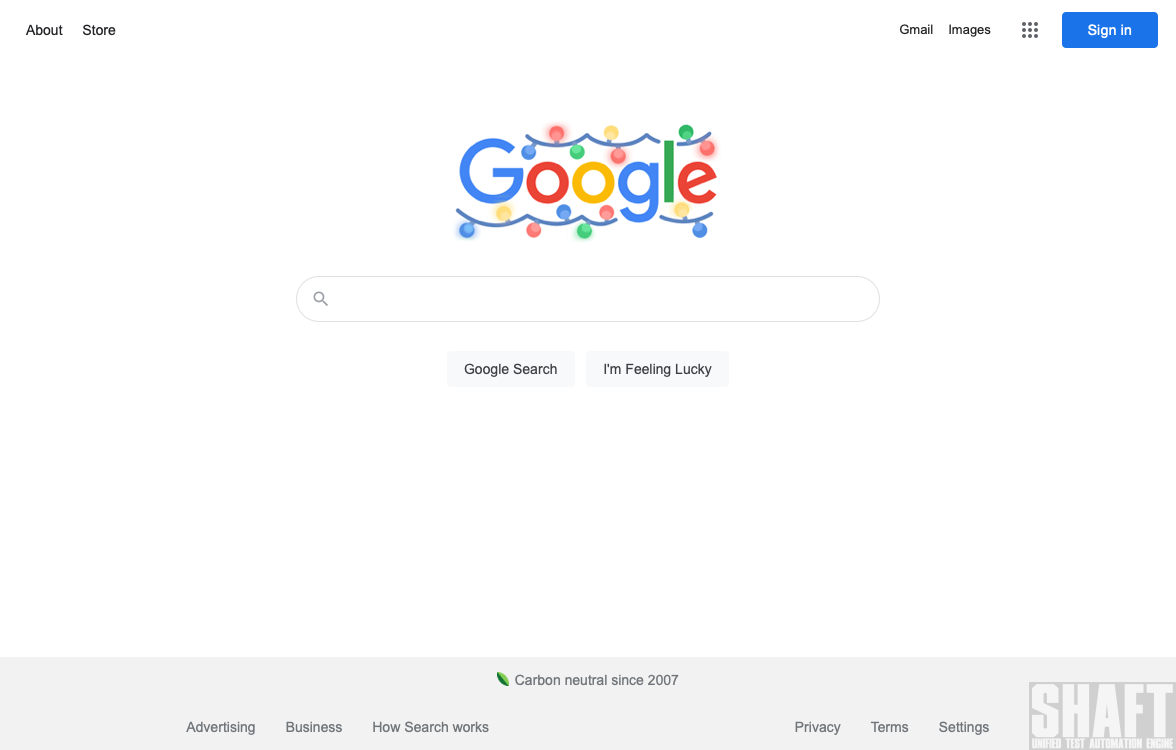 About Store Gmail Images Sign in
Google
Google Search I'm Feeling Lucky
Carbon neutral since 2007
Advertising Business How Search works Privacy Terms Settings
SHAFT
UNIFIED TEST AUTOMATION ENGINE